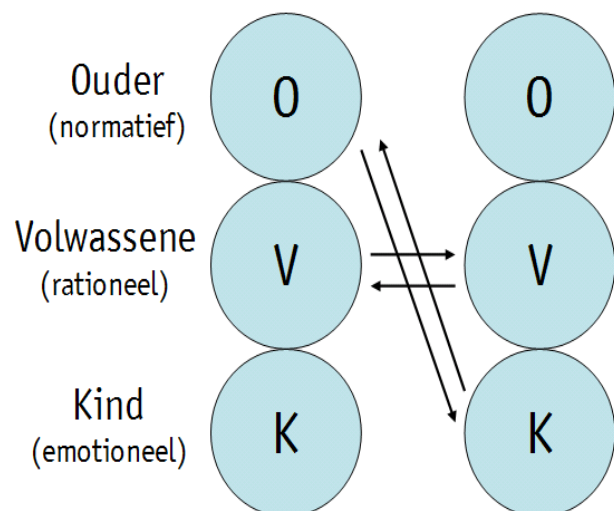 Ouder
(normatief)
O
O
Volwassene
(rationeel)
V
V
Kind
(emotioneel)
K
K